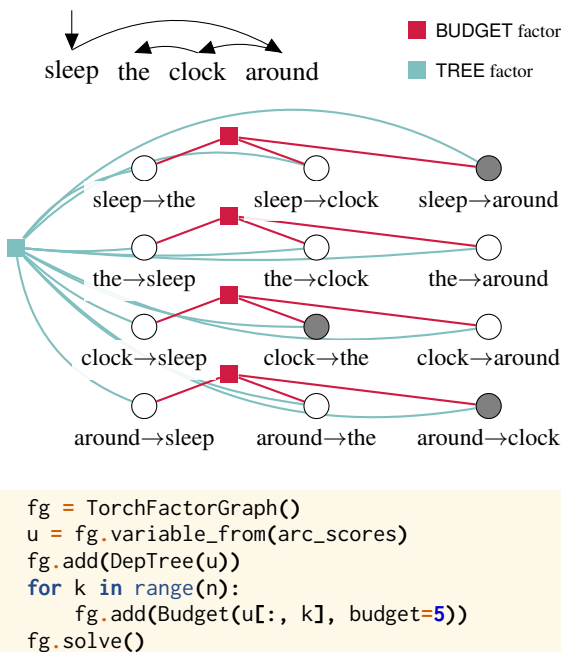 BUDGET factor
sleep the clock around
TREE factor
sleep→the sleep→clock sleep→around
the→sleep the→clock the→around
clock→sleep clock→the clock→around
around→sleep around→the around→clock
fg = TorchFactorGraph()
u = fg.variable_from(arc_scores)
fg.add(DepTree(u))
for k in range(n):
    fg.add(Budget(u[:, k], budget=5))
fg.solve()